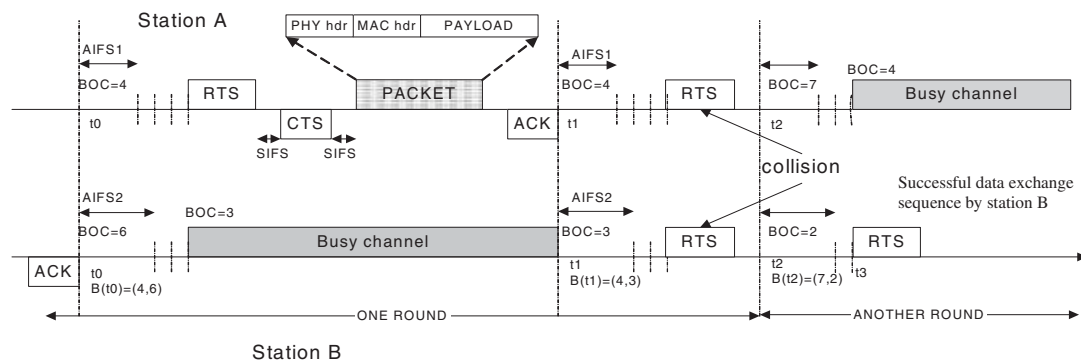 Station A
PHY hdr MAC hdr PAYLOAD
AIFS1 AIFS1 AIFS1
BOC=4 BOC=4 BOC=7 BOC=4
RTS PACKET RTS Busy channel
t0 CTS ACK t1 t2
SIFS SIFS
collision
AIFS2 AIFS2 AIFS2
Successful data exchange
sequence by station B
BOC=6 BOC=3 BOC=3 BOC=2
Busy channel RTS RTS
ACK t0 t1 t2 t3
B(t0)=(4,6) B(t1)=(4,3) B(t2)=(7,2)
ONE ROUND ANOTHER ROUND
Station B